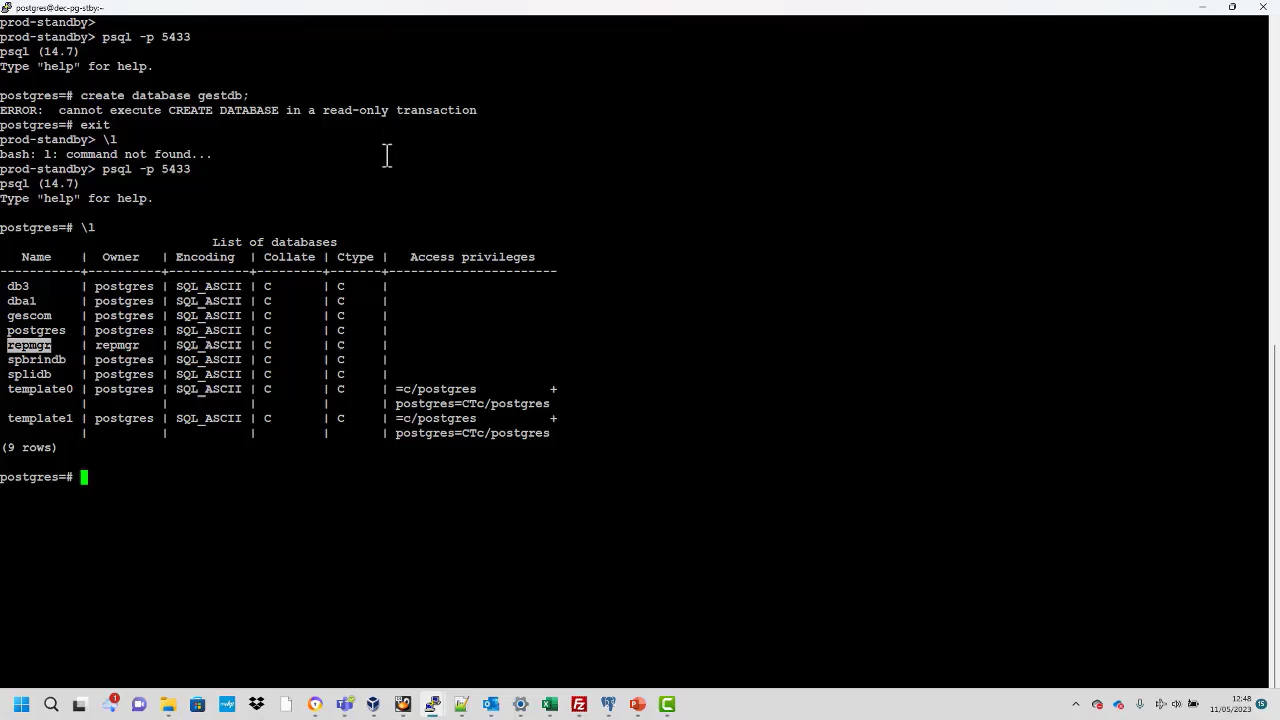 postgres@dec-pg-stby:~
prod-standby>
prod-standby> psql -p 5433
psql (14.7)
Type "help" for help.
postgres=# create database gestdb;
ERROR:  cannot execute CREATE DATABASE in a read-only transaction
postgres=# exit
prod-standby> \l
bash: l: command not found...
prod-standby> psql -p 5433
psql (14.7)
Type "help" for help.
postgres=# \l
List of databases
Name | Owner | Encoding | Collate | Ctype | Access privileges
-----------+----------+-----------+---------+-------+-----------------------
db3 | postgres | SQL_ASCII | C | C |
dba1 | postgres | SQL_ASCII | C | C |
gescom | postgres | SQL_ASCII | C | C |
postgres | postgres | SQL_ASCII | C | C |
repmgr | repmgr | SQL_ASCII | C | C |
spbrindb | postgres | SQL_ASCII | C | C |
splidb | postgres | SQL_ASCII | C | C |
template0 | postgres | SQL_ASCII | C | C | =c/postgres +
| | | | | postgres=CTc/postgres
template1 | postgres | SQL_ASCII | C | C | =c/postgres +
| | | | | postgres=CTc/postgres
(9 rows)
postgres=#
12:48
11/05/2023